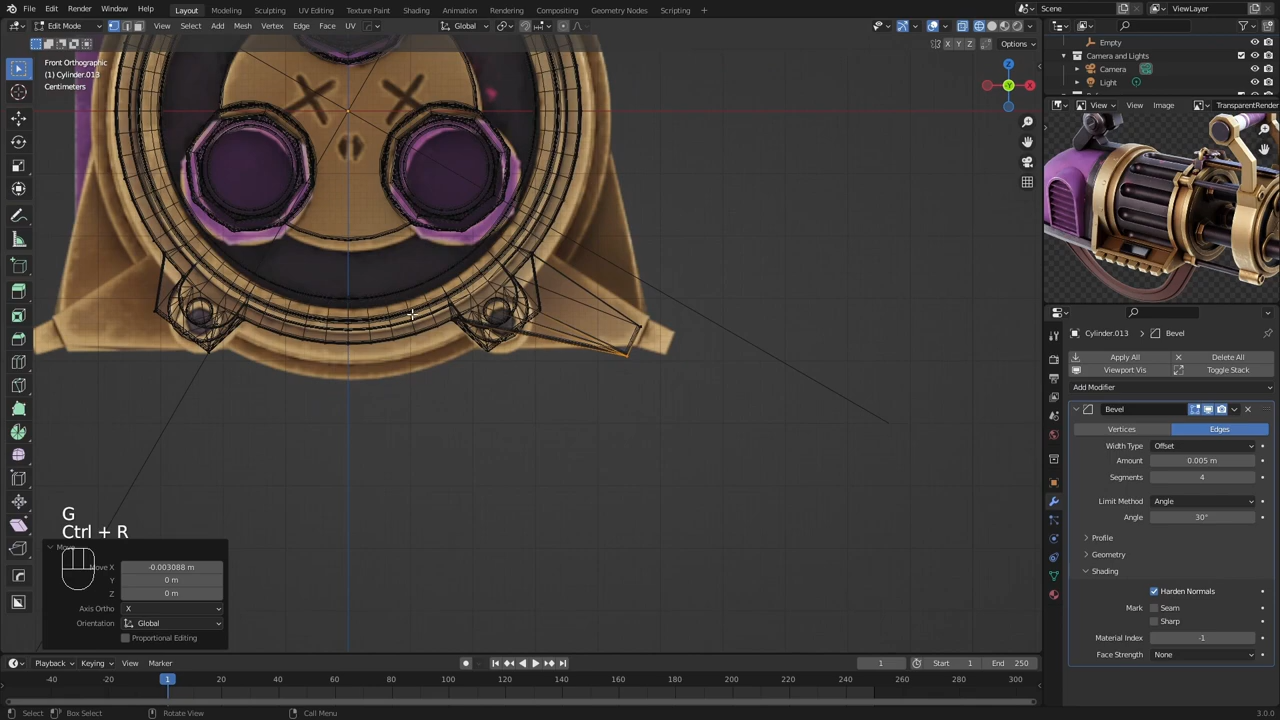 File Edit Render Window Help Layout Modeling Sculpting UV Editing Texture Paint Shading Animation Rendering Compositing Geometry Nodes Scripting Scene ViewLayer
Edit Mode View Select Add Mesh Vertex Edge Face UV Global
X Y Z Options
Front Orthographic
(1) Cylinder.013
Centimeters
Z
Y
X
Empty
Camera and Lights
Camera
Light
View View Image TransparentRender
Cylinder.013 Bevel
Apply All Delete All
Viewport Vis Toggle Stack
Add Modifier
Bevel
Vertices Edges
Width Type Offset
Amount 0.005 m
Segments 4
Limit Method Angle
Angle 30°
Profile
Geometry
Shading
Harden Normals
Mark Seam
Sharp
Material Index -1
Face Strength None
G
Ctrl + R
Move
Move X -0.003088 m
Y 0 m
Z 0 m
Axis Ortho X
Orientation Global
Proportional Editing
Playback Keying View Marker 1 Start 1 End 250
-40 -20 1 20 40 60 80 100 120 140 160 180 200 220 240 260 280 300
Select Box Select Rotate View Call Menu 3.0.0